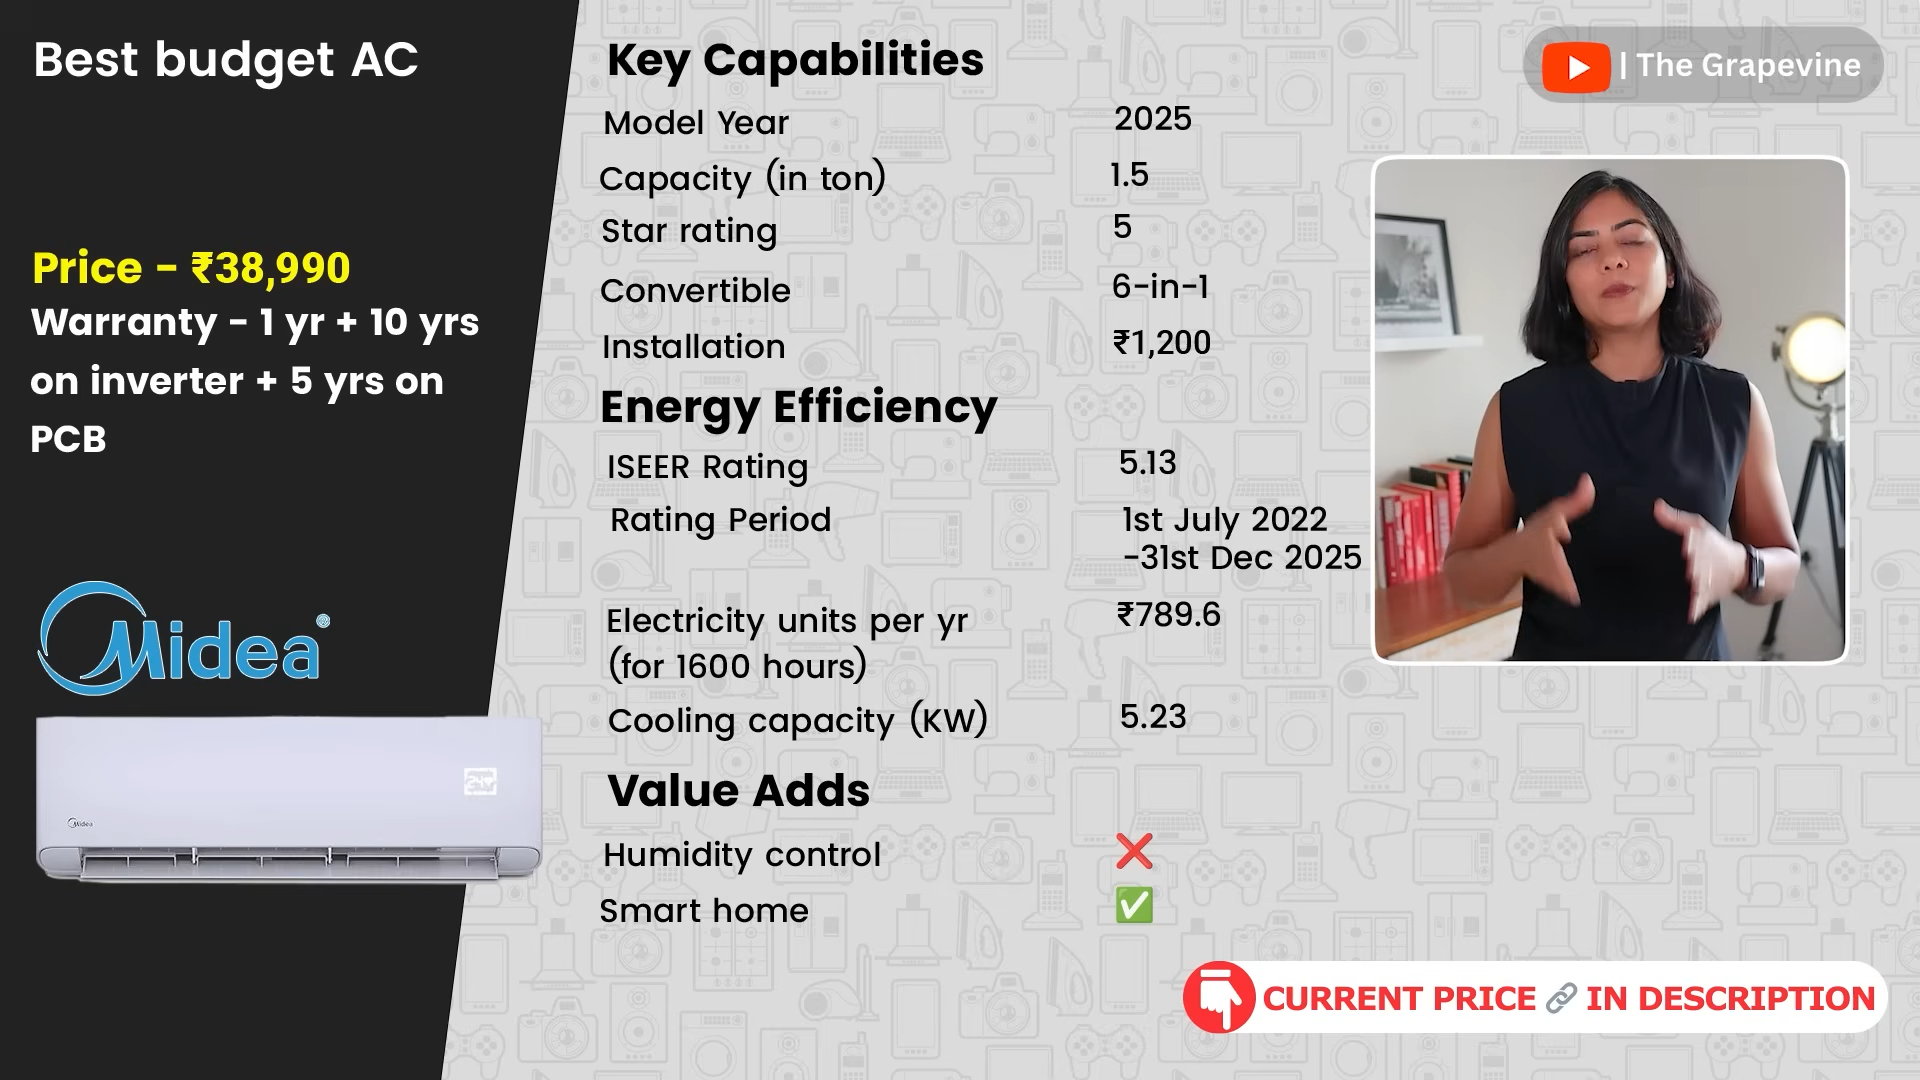 Best budget AC
Price - ₹38,990
Warranty - 1 yr + 10 yrs
on inverter + 5 yrs on
PCB
Midea
Midea
Key Capabilities
Model Year 2025
Capacity (in ton) 1.5
Star rating 5
Convertible 6-in-1
Installation ₹1,200
Energy Efficiency
ISEER Rating 5.13
Rating Period 1st July 2022
-31st Dec 2025
Electricity units per yr ₹789.6
(for 1600 hours)
Cooling capacity (KW) 5.23
Value Adds
Humidity control ❌
Smart home ✅
| The Grapevine
CURRENT PRICE 🔗 IN DESCRIPTION